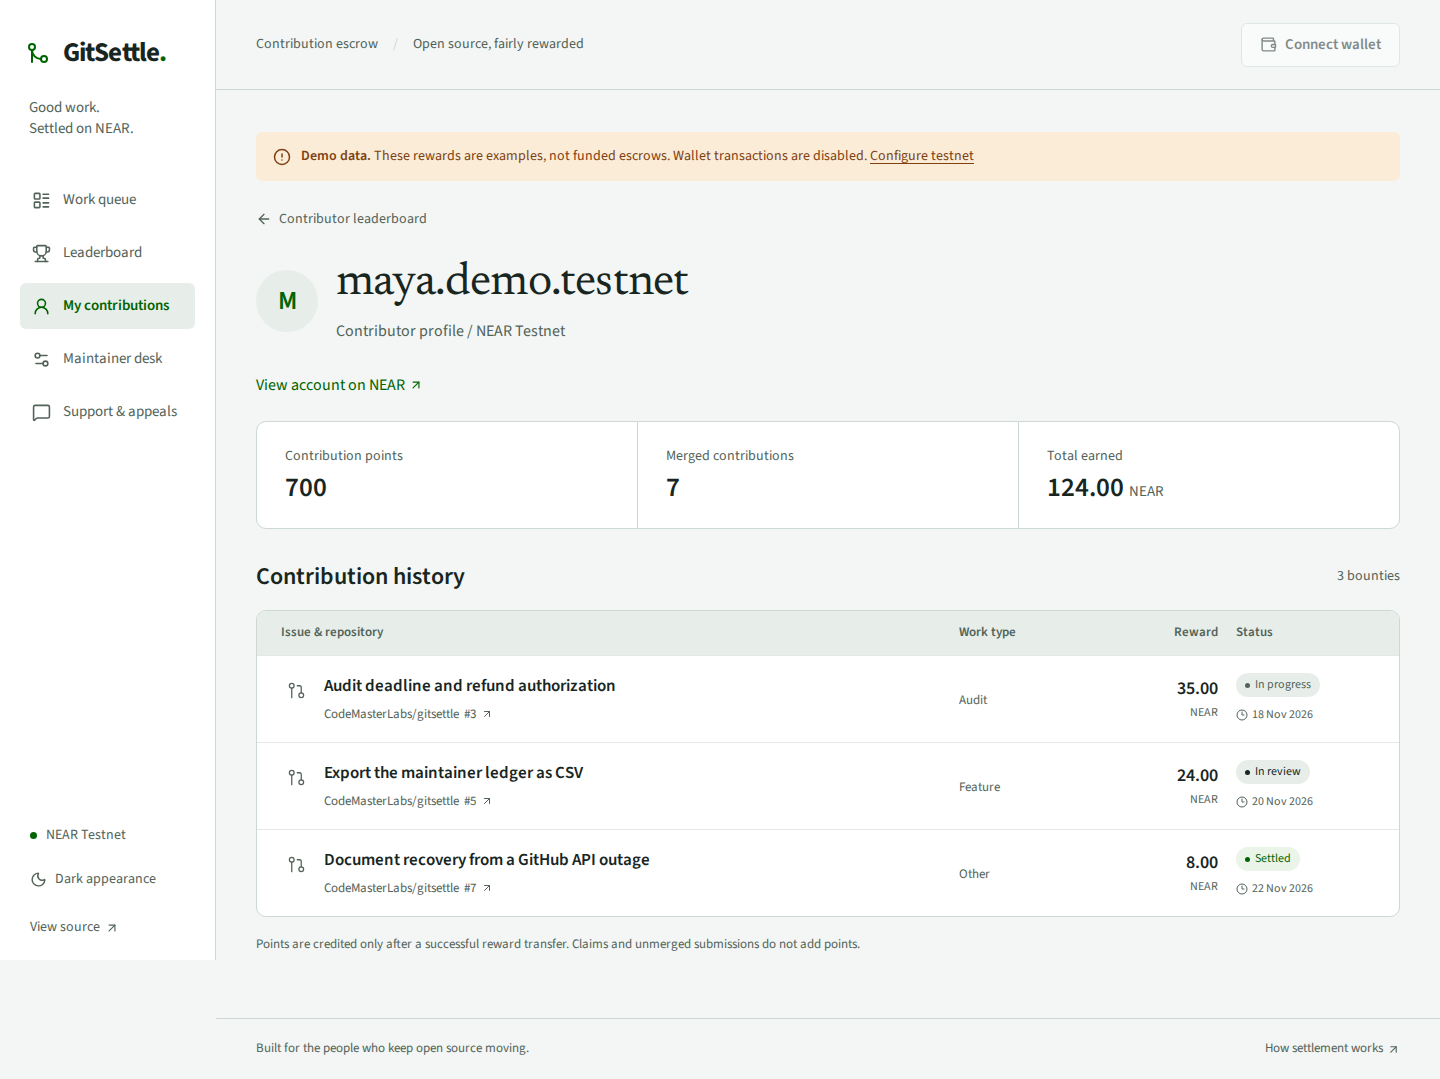 GitSettle.
Good work.
Settled on NEAR.
Work queue
Leaderboard
My contributions
Maintainer desk
Support & appeals
NEAR Testnet
Dark appearance
View source
Contribution escrow / Open source, fairly rewarded
Connect wallet
Demo data. These rewards are examples, not funded escrows. Wallet transactions are disabled. Configure testnet
Contributor leaderboard
M
maya.demo.testnet
Contributor profile / NEAR Testnet
View account on NEAR
Contribution points
700
Merged contributions
7
Total earned
124.00 NEAR
Contribution history
3 bounties
Issue & repository Work type Reward Status
Audit deadline and refund authorization
CodeMasterLabs/gitsettle #3
Audit
35.00
NEAR
In progress
18 Nov 2026
Export the maintainer ledger as CSV
CodeMasterLabs/gitsettle #5
Feature
24.00
NEAR
In review
20 Nov 2026
Document recovery from a GitHub API outage
CodeMasterLabs/gitsettle #7
Other
8.00
NEAR
Settled
22 Nov 2026
Points are credited only after a successful reward transfer. Claims and unmerged submissions do not add points.
Built for the people who keep open source moving.
How settlement works